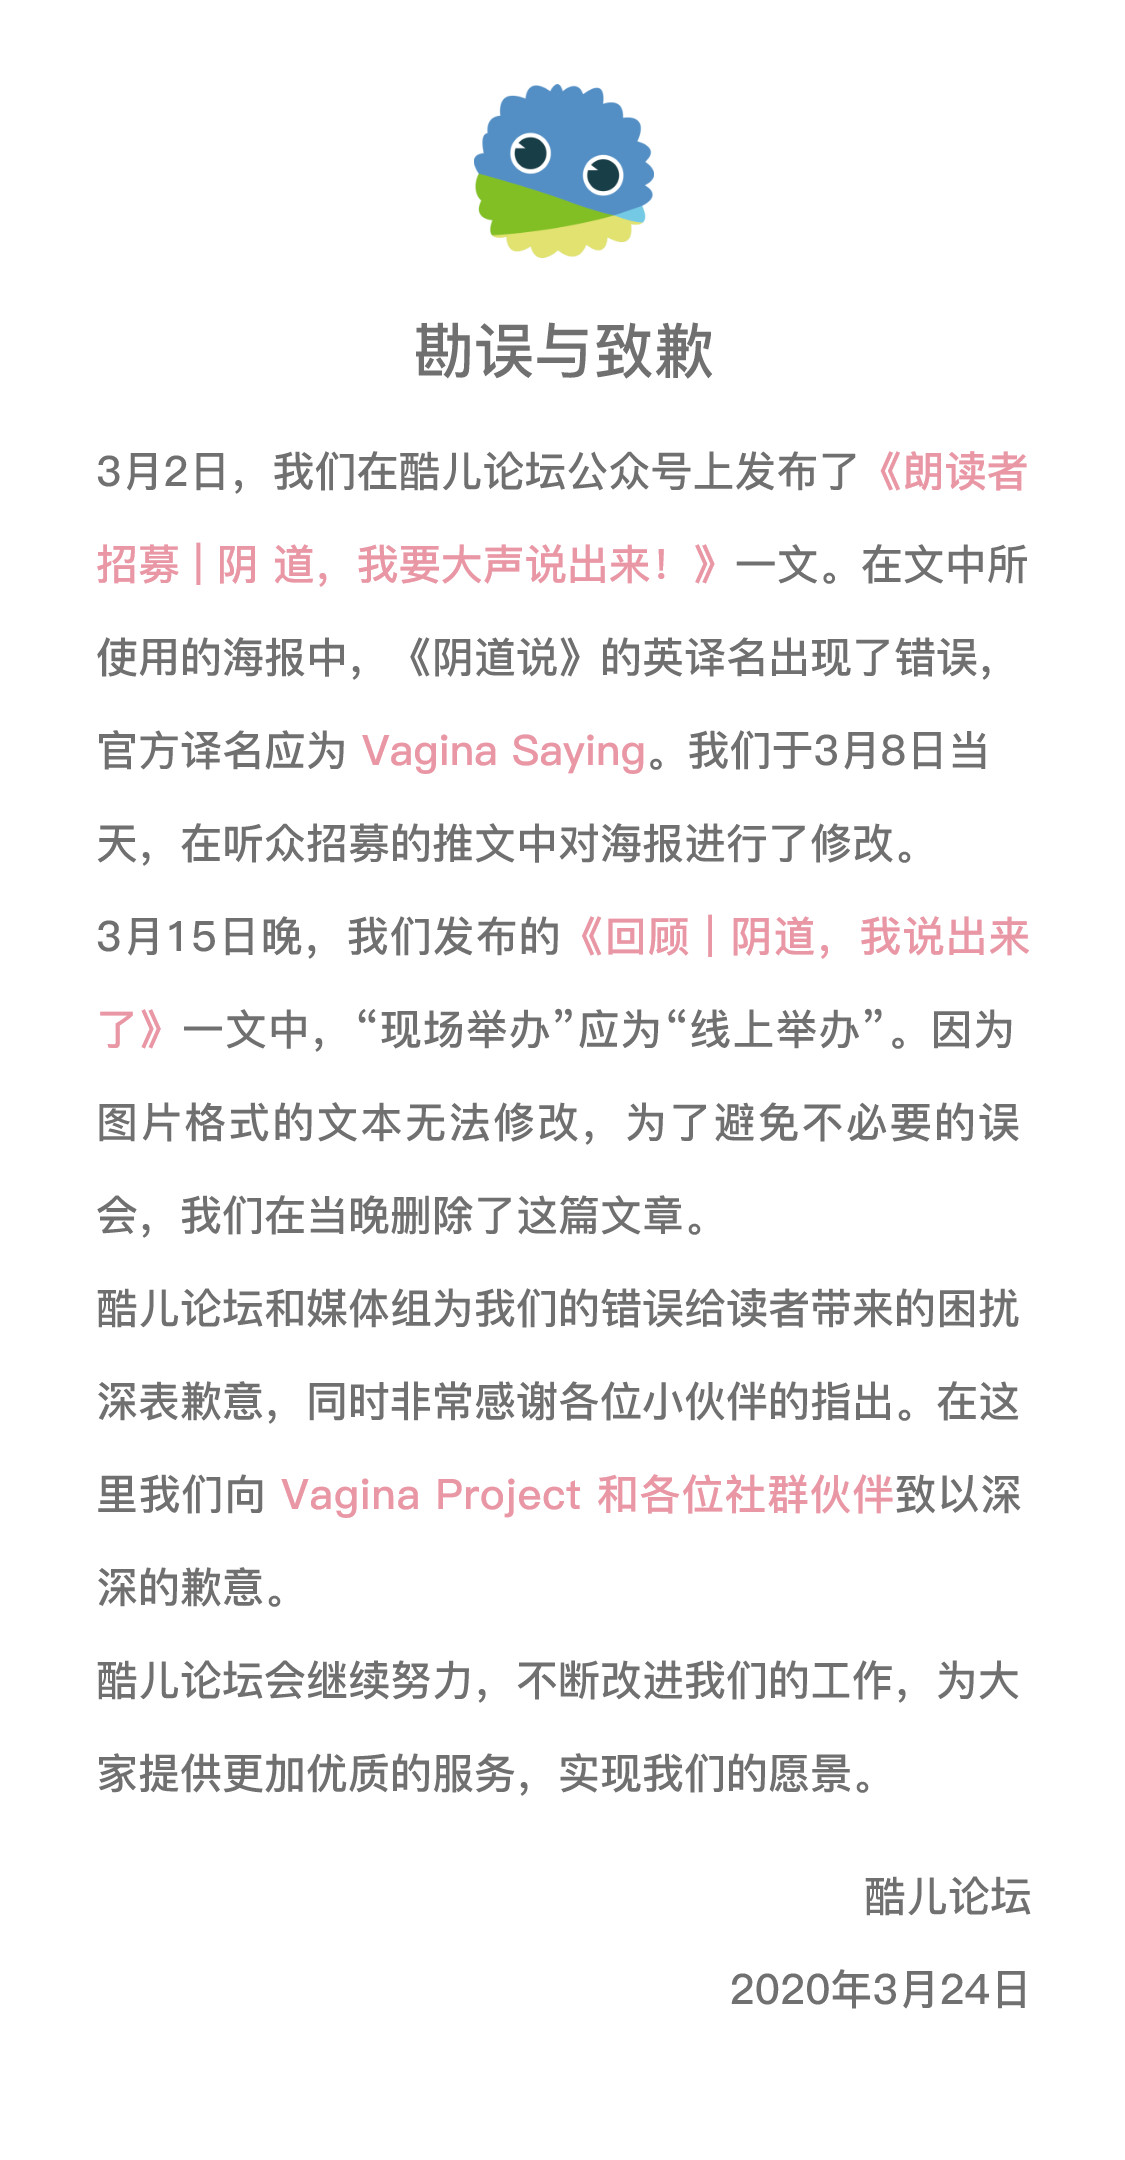 勘误与致歉
3月2日，我们在酷儿论坛公众号上发布了《朗读者
招募 | 阴 道，我要大声说出来！》一文。在文中所
使用的海报中，《阴道说》的英译名出现了错误，
官方译名应为 Vagina Saying。我们于3月8日当
天，在听众招募的推文中对海报进行了修改。
3月15日晚，我们发布的《回顾 | 阴道，我说出来
了》一文中，“现场举办”应为“线上举办”。因为
图片格式的文本无法修改，为了避免不必要的误
会，我们在当晚删除了这篇文章。
酷儿论坛和媒体组为我们的错误给读者带来的困扰
深表歉意，同时非常感谢各位小伙伴的指出。在这
里我们向 Vagina Project 和各位社群伙伴致以深
深的歉意。
酷儿论坛会继续努力，不断改进我们的工作，为大
家提供更加优质的服务，实现我们的愿景。
酷儿论坛
2020年3月24日